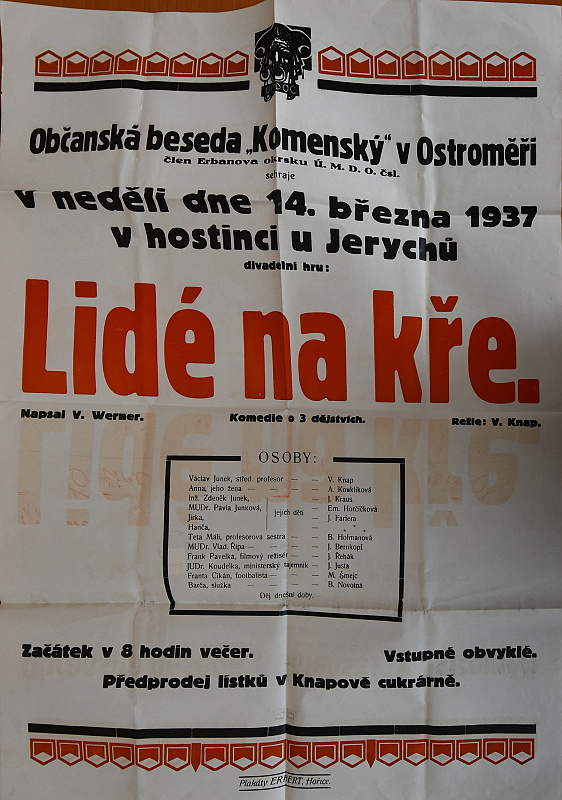 Občanská beseda „Komenský" v Ostroměři
člen Erbanova okrsku Ú. M. D. O. čsl.
sehraje
v neděli dne 14. března 1937
v hostinci u Jerychů
divadelní hru:
Lidé na kře.
Napsal V. Werner. Komedie o 3 dějstvích. Režie: V. Knap.
OSOBY:
Václav Junek, střed. profesor — — V. Knap
Anna, jeho žena — — — — A. Kouklíková
Inž. Zdeněk Junek, J. Kraus
MUDr. Pavla Junková, Em. Horčičková
jejich děti
Jirka, J. Farfera
Hanča, * * *
Teta Máli, profesorova sestra — — B. Hofmanová
MUDr. Vlad. Řípa — — — — J. Bernkopf
Frank Pavelka, filmový režisér — — J. Řehák
JUDr. Koudelka, ministerský tajemník — J. Justa
Franta Cikán, footbalista — — — M. Šmejc
Barča, služka — — — — B. Novotná
Děj dnešní doby.
Začátek v 8 hodin večer. Vstupné obvyklé.
Předprodej lístků v Knapově cukrárně.
Plakáty ERBERT, Hořice.